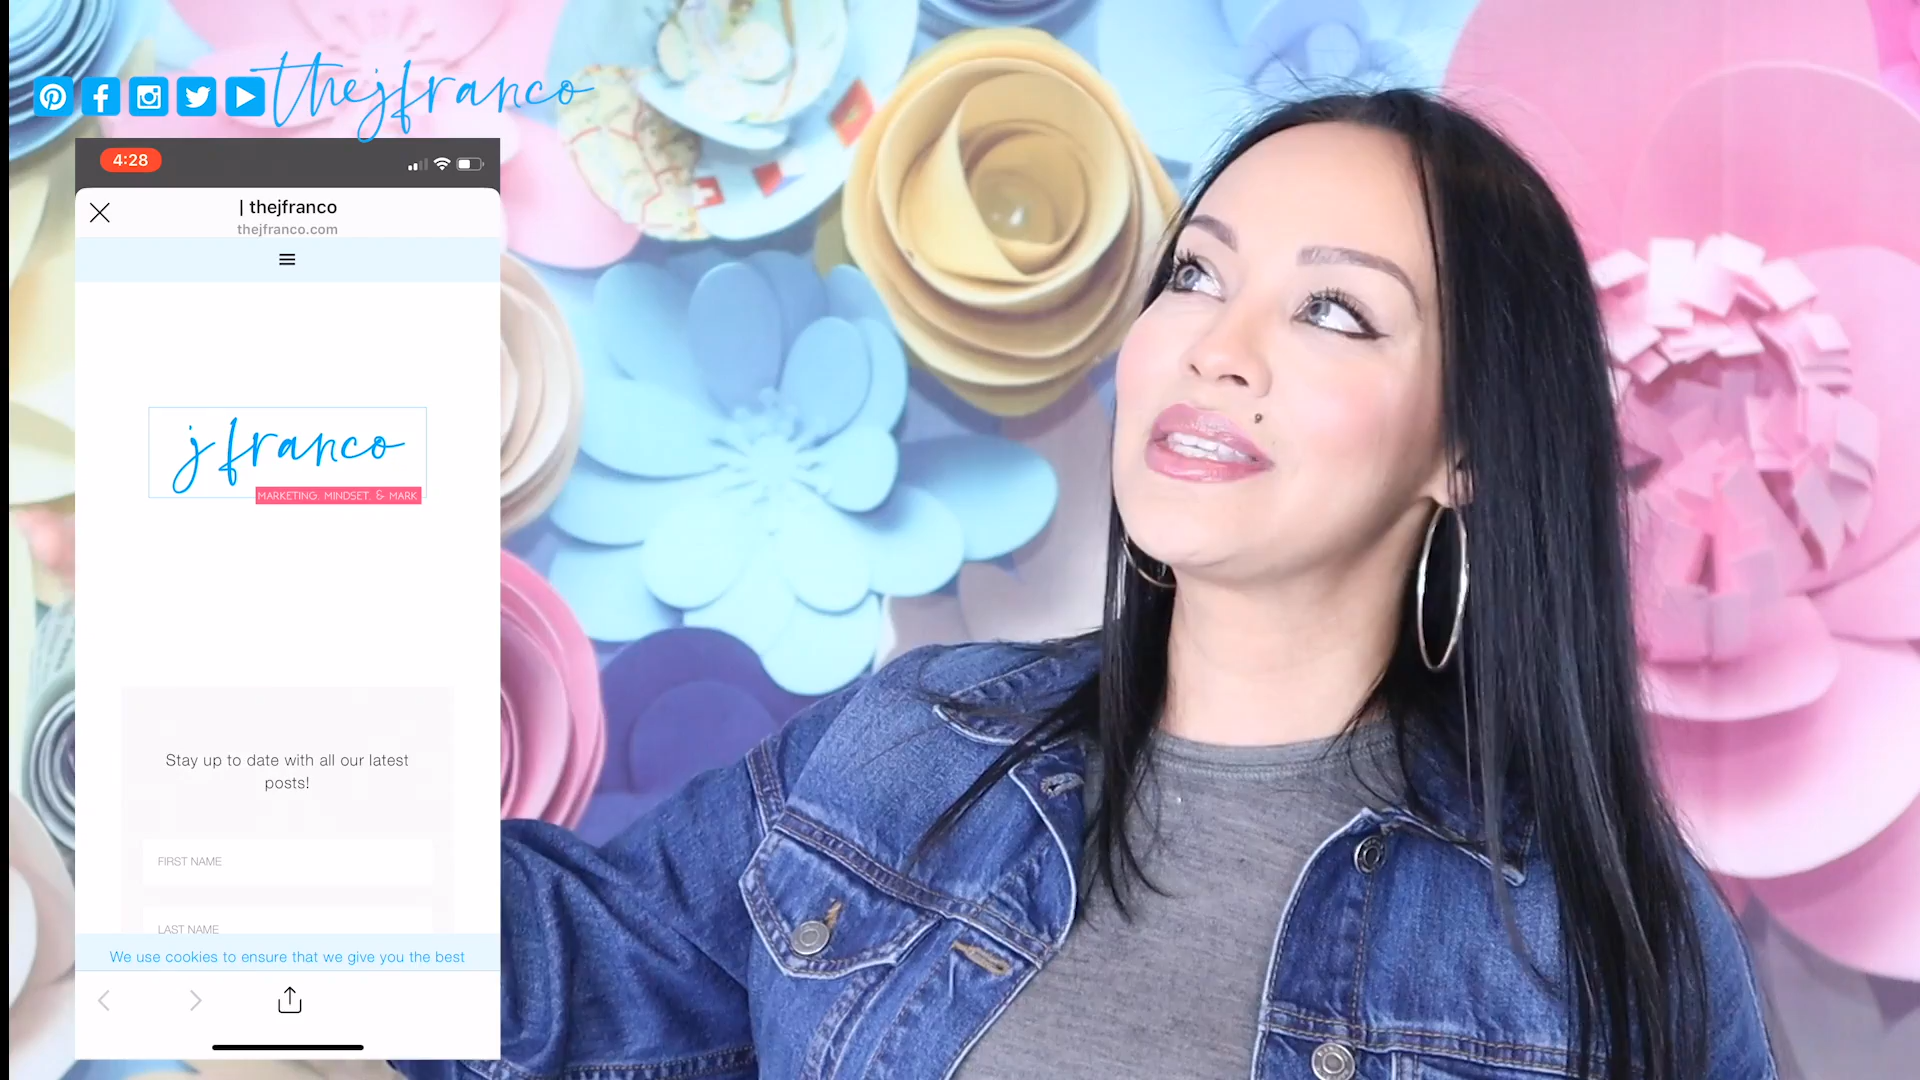 thejfranco
4:28
| thejfranco
thejfranco.com
jfranco
MARKETING. MINDSET. & MARK
Stay up to date with all our latest
posts!
FIRST NAME
LAST NAME
We use cookies to ensure that we give you the best